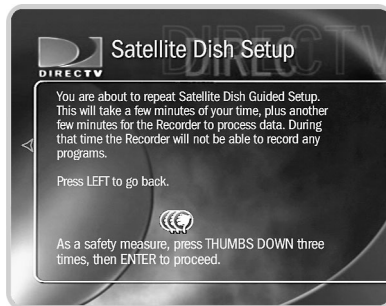 DIRECTV
Satellite Dish Setup
You are about to repeat Satellite Dish Guided Setup.
This will take a few minutes of your time, plus another
few minutes for the Recorder to process data. During
that time the Recorder will not be able to record any
programs.
Press LEFT to go back.
As a safety measure, press THUMBS DOWN three
times, then ENTER to proceed.